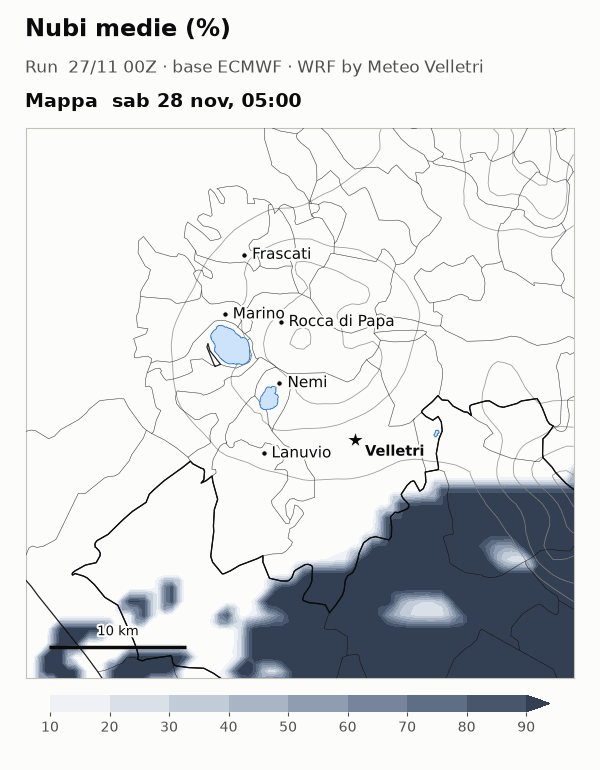 Nubi medie (%)
Run  27/11 00Z · base ECMWF · WRF by Meteo Velletri
Mappa  sab 28 nov, 05:00
Frascati
Marino
Rocca di Papa
Nemi
Velletri
Lanuvio
10 km
10 20 30 40 50 60 70 80 90